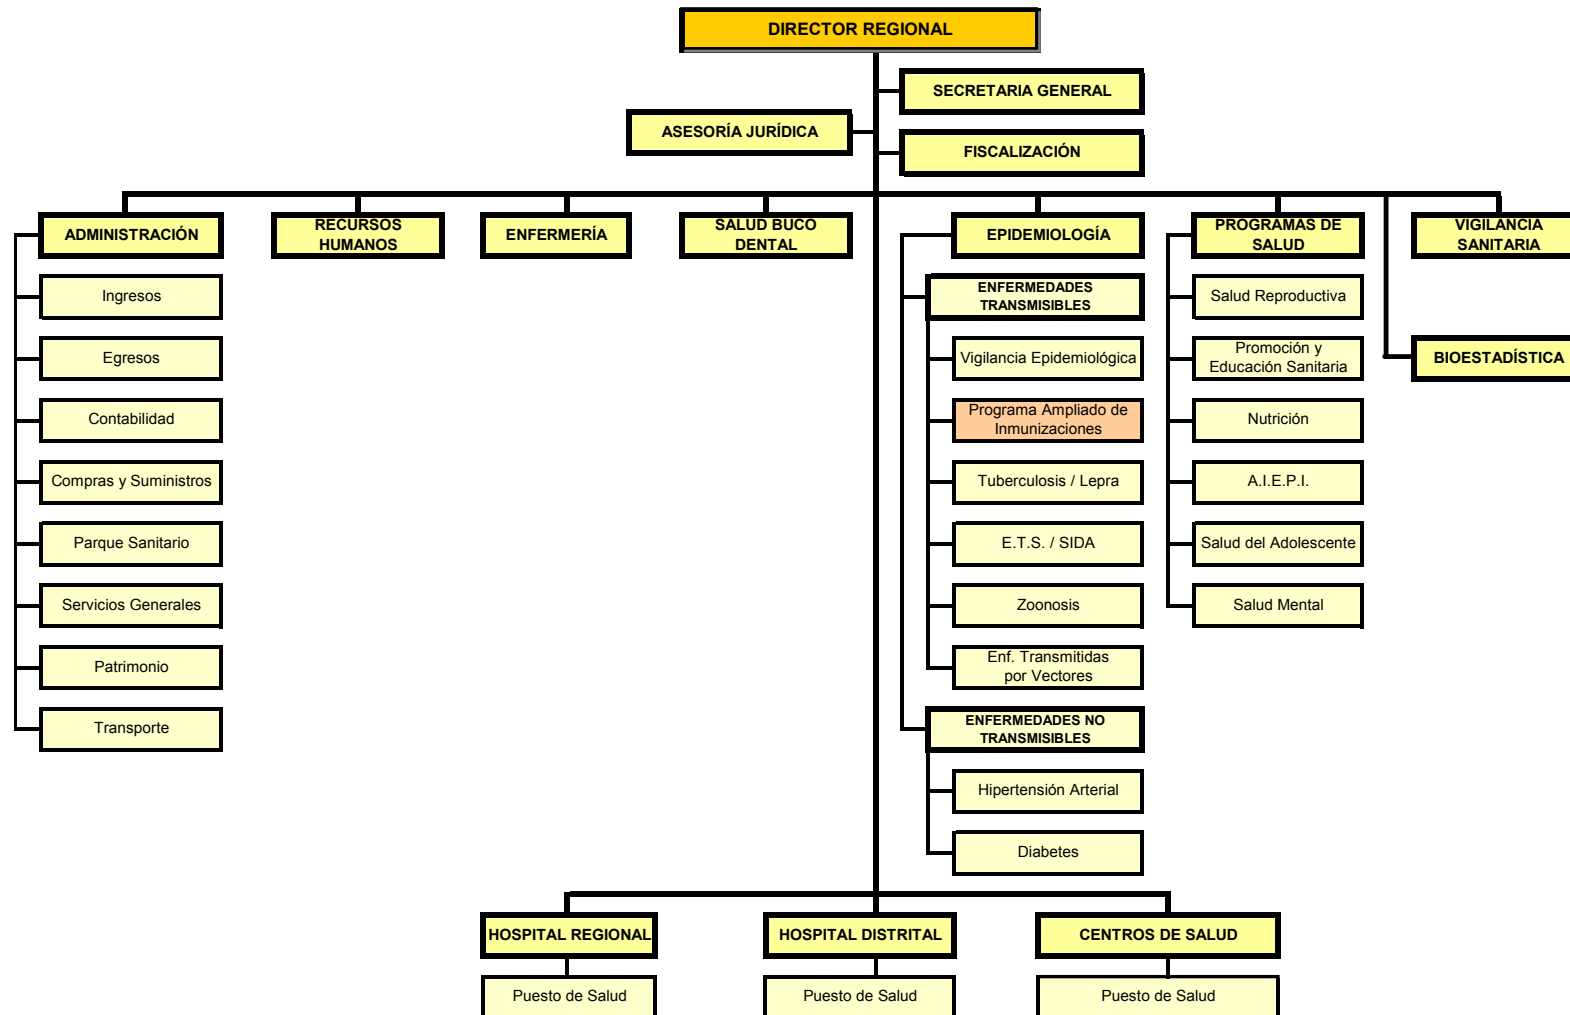 DIRECTOR REGIONAL
SECRETARIA GENERAL
ASESORÍA JURÍDICA
FISCALIZACIÓN
ADMINISTRACIÓN
RECURSOS
HUMANOS
ENFERMERÍA
SALUD BUCO
DENTAL
EPIDEMIOLOGÍA
PROGRAMAS DE
SALUD
VIGILANCIA
SANITARIA
Ingresos
Egresos
Contabilidad
Compras y Suministros
Parque Sanitario
Servicios Generales
Patrimonio
Transporte
ENFERMEDADES
TRANSMISIBLES
Vigilancia Epidemiológica
Programa Ampliado de
Inmunizaciones
Tuberculosis / Lepra
E.T.S. / SIDA
Zoonosis
Enf. Transmitidas
por Vectores
ENFERMEDADES NO
TRANSMISIBLES
Hipertensión Arterial
Diabetes
Salud Reproductiva
Promoción y
Educación Sanitaria
Nutrición
A.I.E.P.I.
Salud del Adolescente
Salud Mental
BIOESTADÍSTICA
HOSPITAL REGIONAL
HOSPITAL DISTRITAL
CENTROS DE SALUD
Puesto de Salud
Puesto de Salud
Puesto de Salud